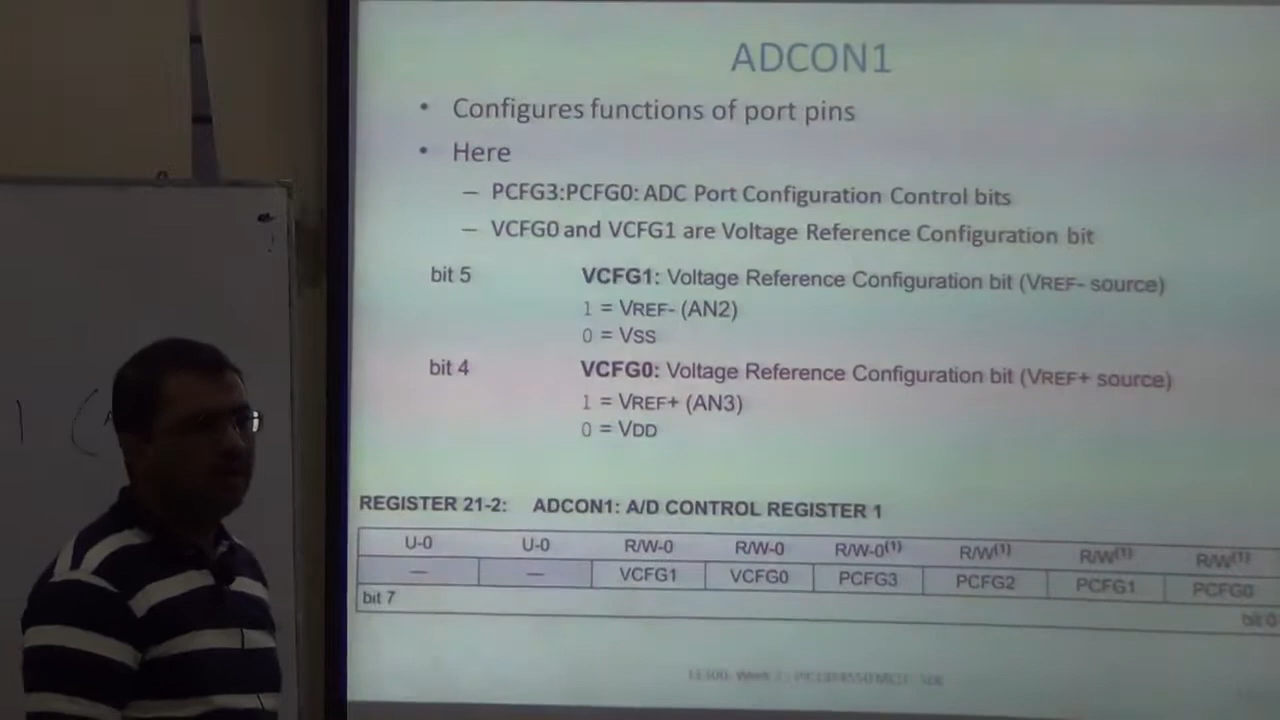 ADCON1
• Configures functions of port pins
• Here
– PCFG3:PCFG0: ADC Port Configuration Control bits
– VCFG0 and VCFG1 are Voltage Reference Configuration bit
bit 5 VCFG1: Voltage Reference Configuration bit (VREF- source)
1 = VREF- (AN2)
0 = VSS
bit 4 VCFG0: Voltage Reference Configuration bit (VREF+ source)
1 = VREF+ (AN3)
0 = VDD
REGISTER 21-2: ADCON1: A/D CONTROL REGISTER 1
U-0 U-0 R/W-0 R/W-0 R/W-0(1) R/W(1) R/W(1) R/W(1)
— — VCFG1 VCFG0 PCFG3 PCFG2 PCFG1 PCFG0
bit 7 bit 0